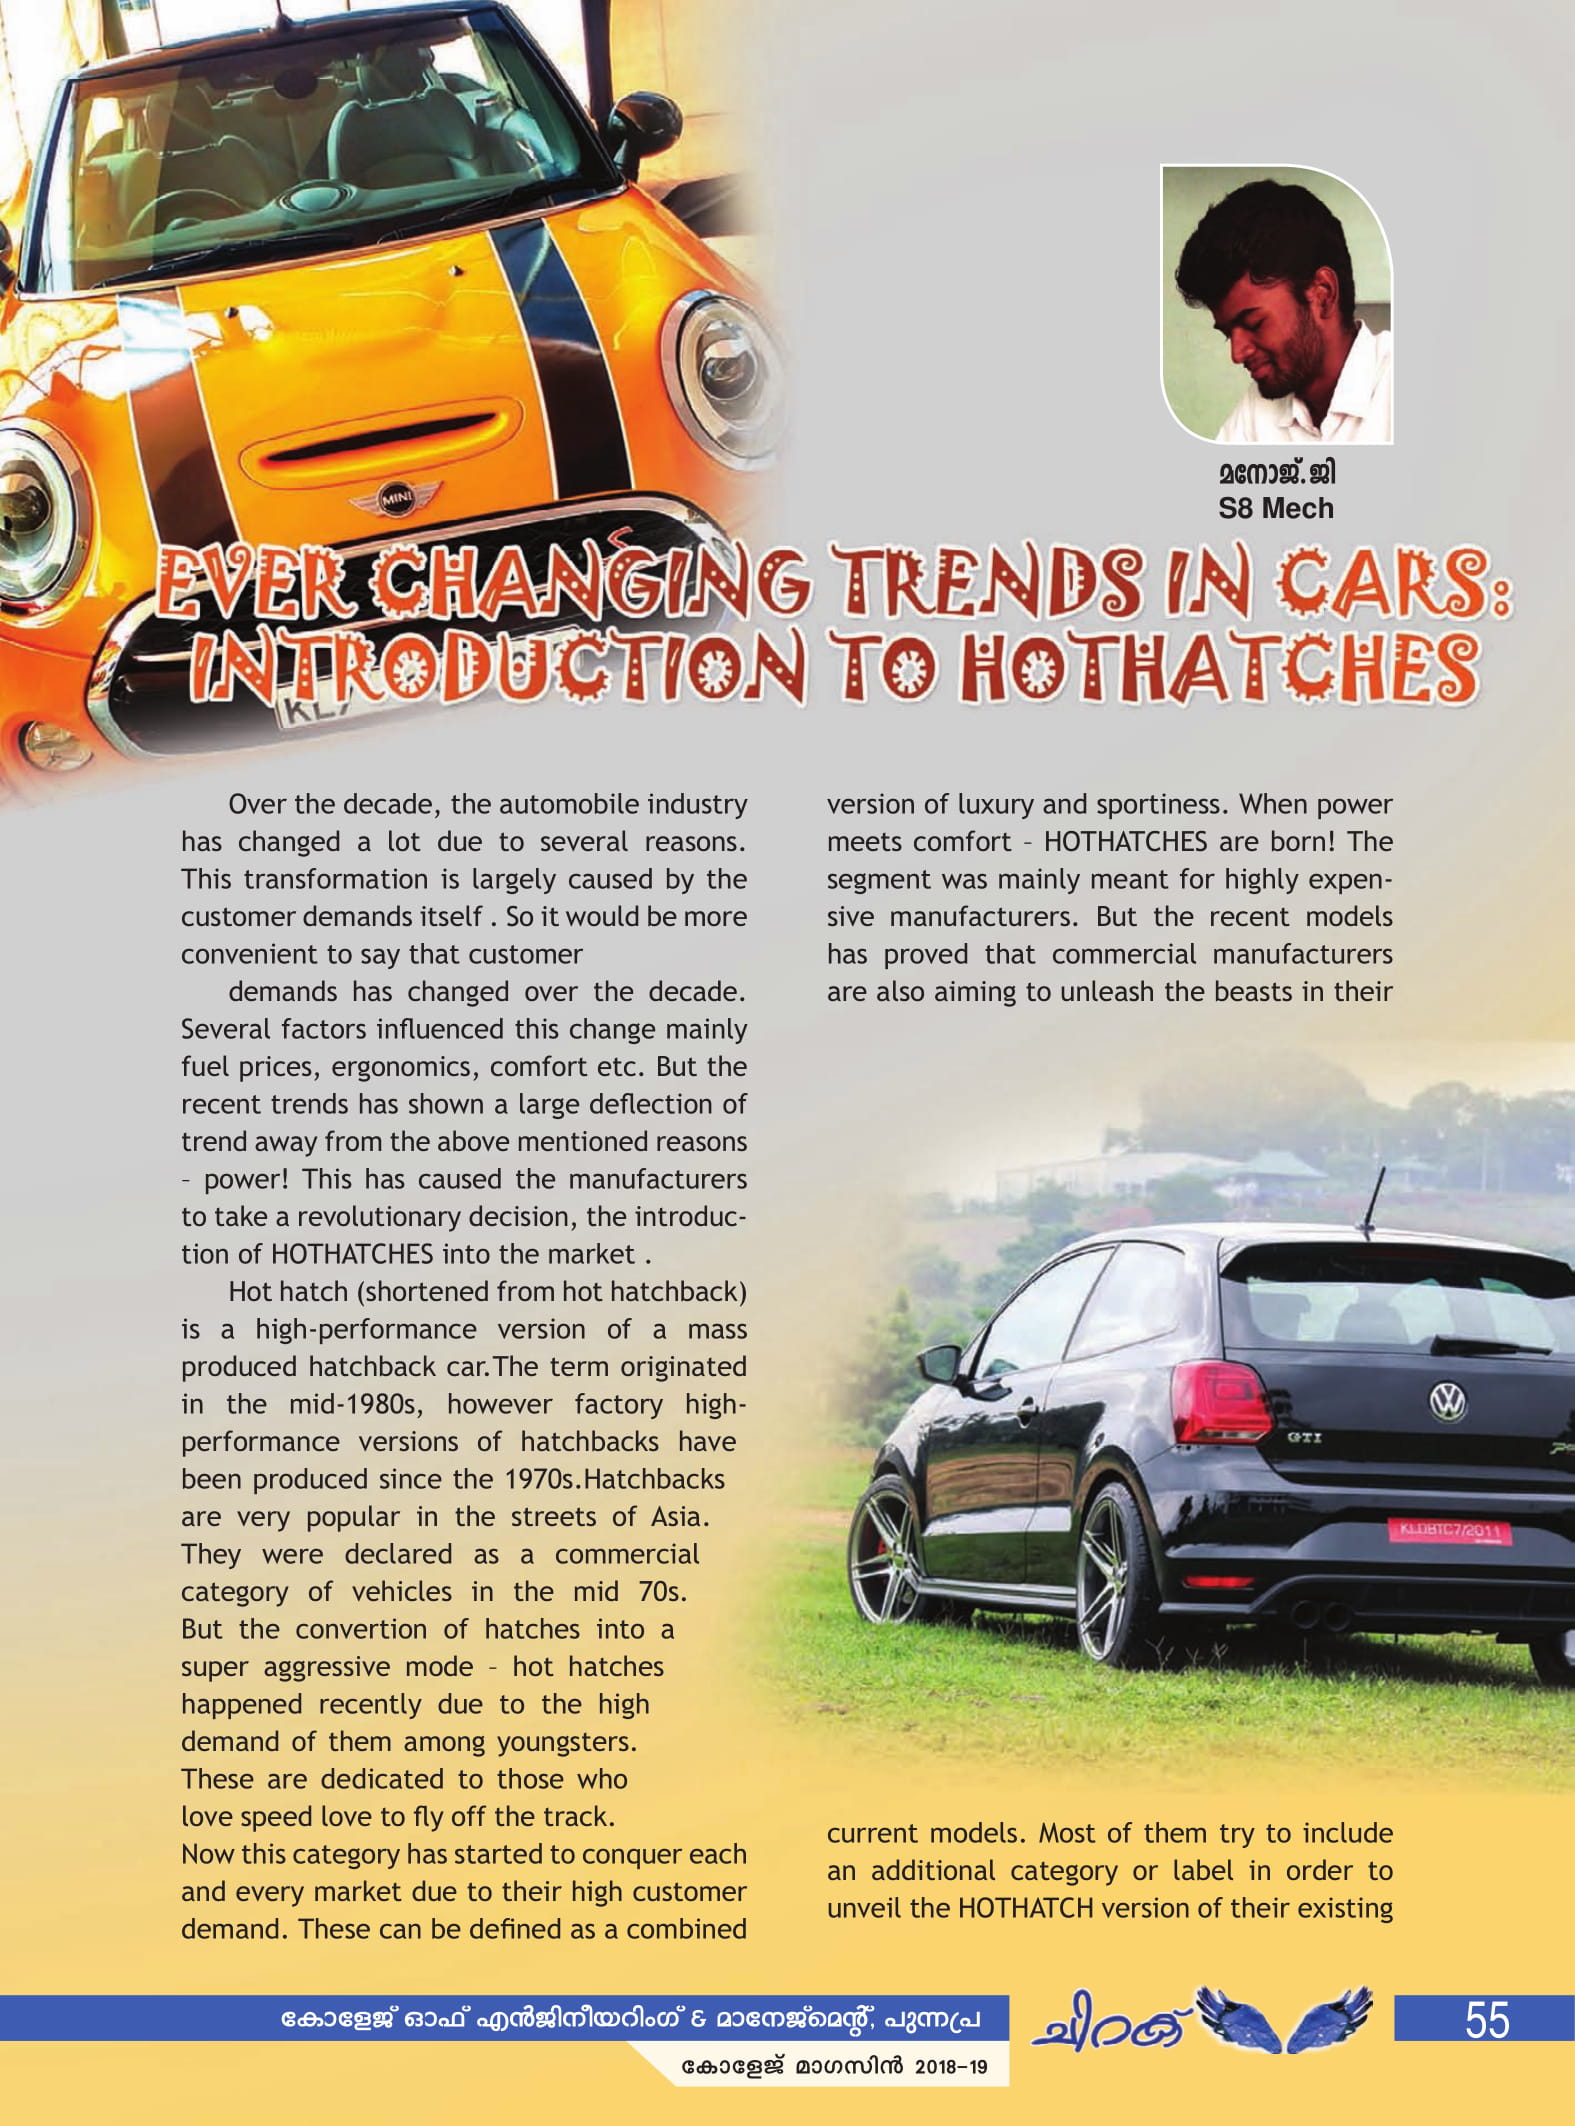 MINI
മനോജ്.ജി
S8 Mech
EVER CHANGING TRENDS IN CARS:
INTRODUCTION TO HOTHATCHES
KL
Over the decade, the automobile industry
has changed a lot due to several reasons.
This transformation is largely caused by the
customer demands itself . So it would be more
convenient to say that customer
demands has changed over the decade.
Several factors influenced this change mainly
fuel prices, ergonomics, comfort etc. But the
recent trends has shown a large deflection of
trend away from the above mentioned reasons
– power! This has caused the manufacturers
to take a revolutionary decision, the introduc-
tion of HOTHATCHES into the market .
Hot hatch (shortened from hot hatchback)
is a high-performance version of a mass
produced hatchback car.The term originated
in the mid-1980s, however factory high-
performance versions of hatchbacks have
been produced since the 1970s.Hatchbacks
are very popular in the streets of Asia.
They were declared as a commercial
category of vehicles in the mid 70s.
But the convertion of hatches into a
super aggressive mode – hot hatches
happened recently due to the high
demand of them among youngsters.
These are dedicated to those who
love speed love to fly off the track.
Now this category has started to conquer each
and every market due to their high customer
demand. These can be defined as a combined
version of luxury and sportiness. When power
meets comfort – HOTHATCHES are born! The
segment was mainly meant for highly expen-
sive manufacturers. But the recent models
has proved that commercial manufacturers
are also aiming to unleash the beasts in their
GTI
KLDBTC7/2011
current models. Most of them try to include
an additional category or label in order to
unveil the HOTHATCH version of their existing
കോളേജ് ഓഫ് എൻജിനീയറിംഗ് & മാനേജ്മെന്റ്, പുന്നപ്ര
കോളേജ് മാഗസിൻ 2018-19
ചിറക്
55